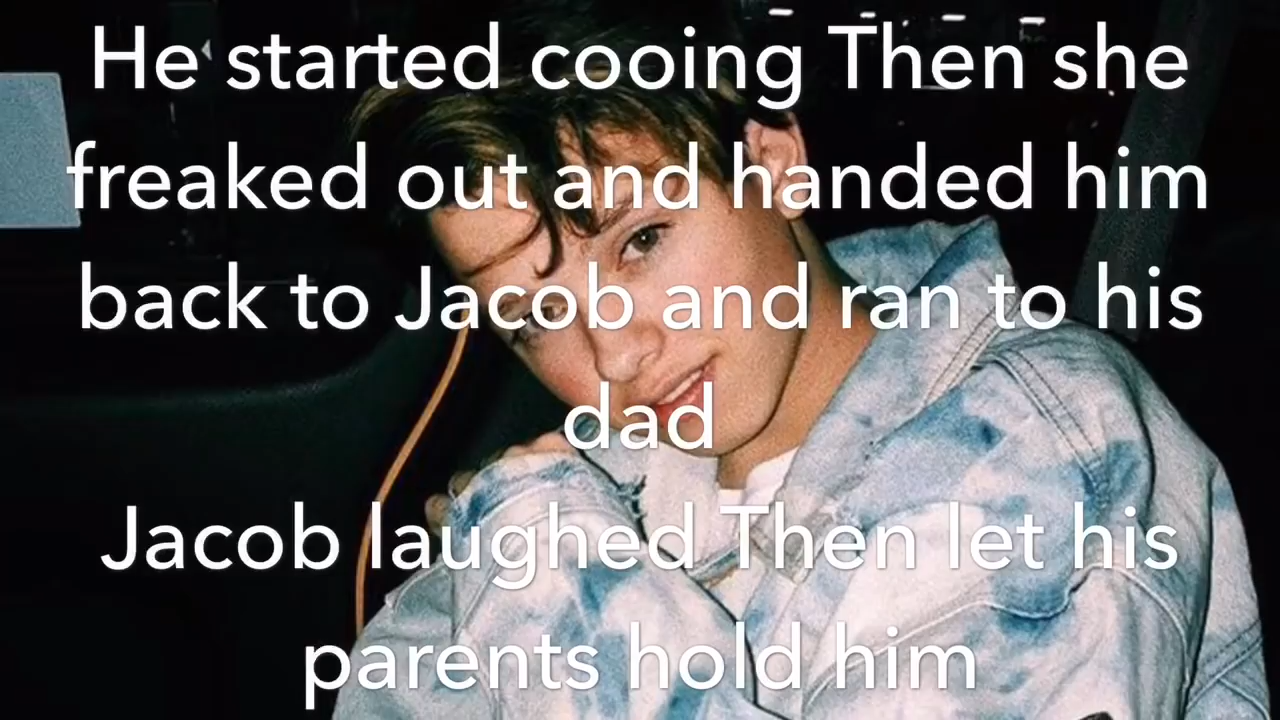 He started cooing Then she
freaked out and handed him
back to Jacob and ran to his
dad
Jacob laughed Then let his
parents hold him